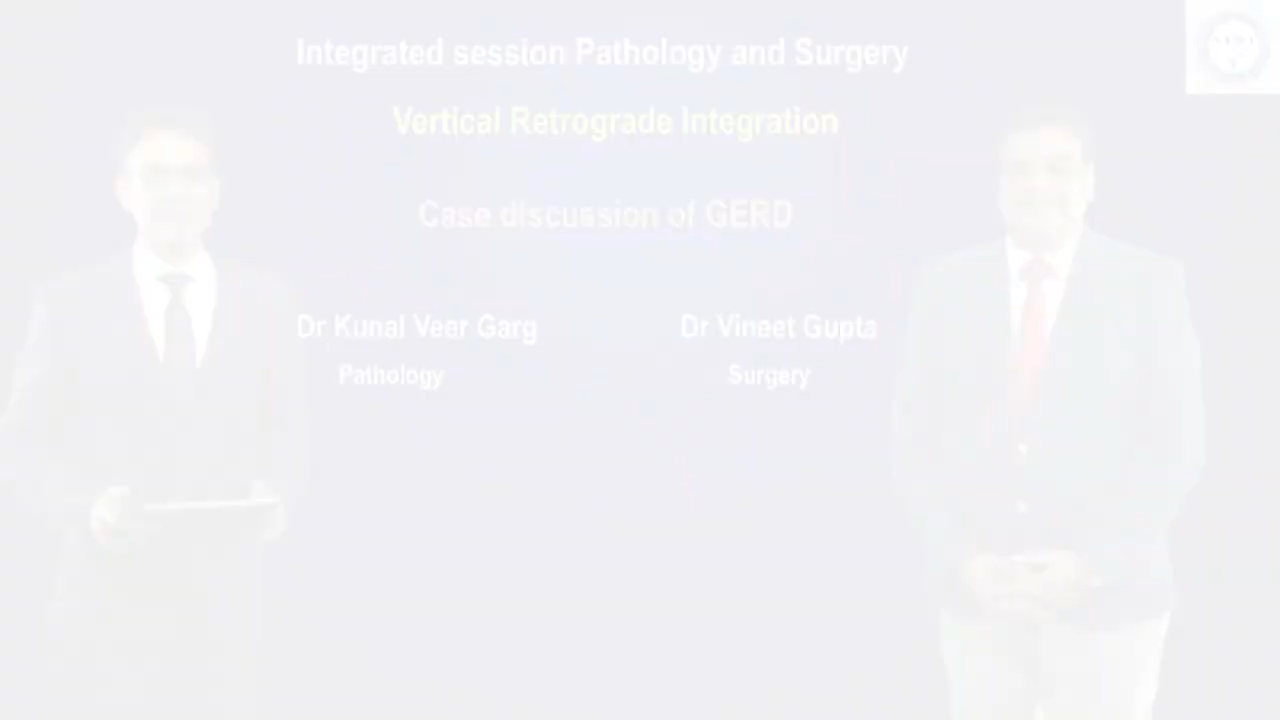 Integrated session Pathology and Surgery
Vertical Retrograde Integration
Case discussion of GERD
Dr Kunal Veer Garg
Dr Vineet Gupta
Pathology
Surgery